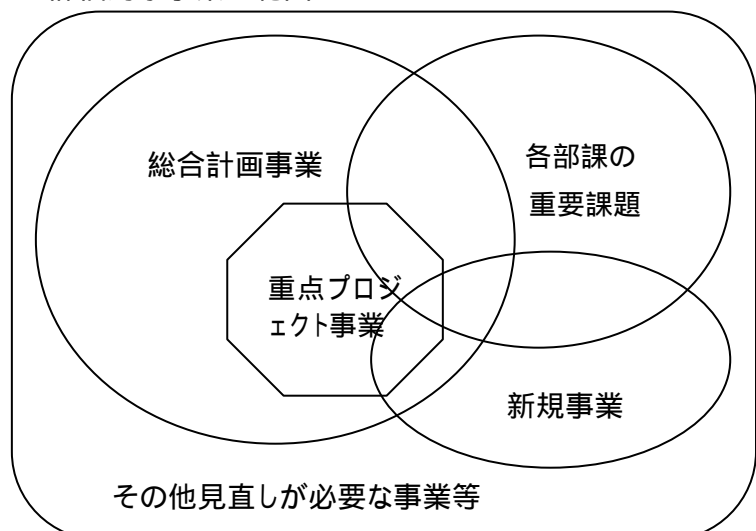 総合計画事業
各部課の
重要課題
重点プロジ
ェクト事業
新規事業
その他見直しが必要な事業等